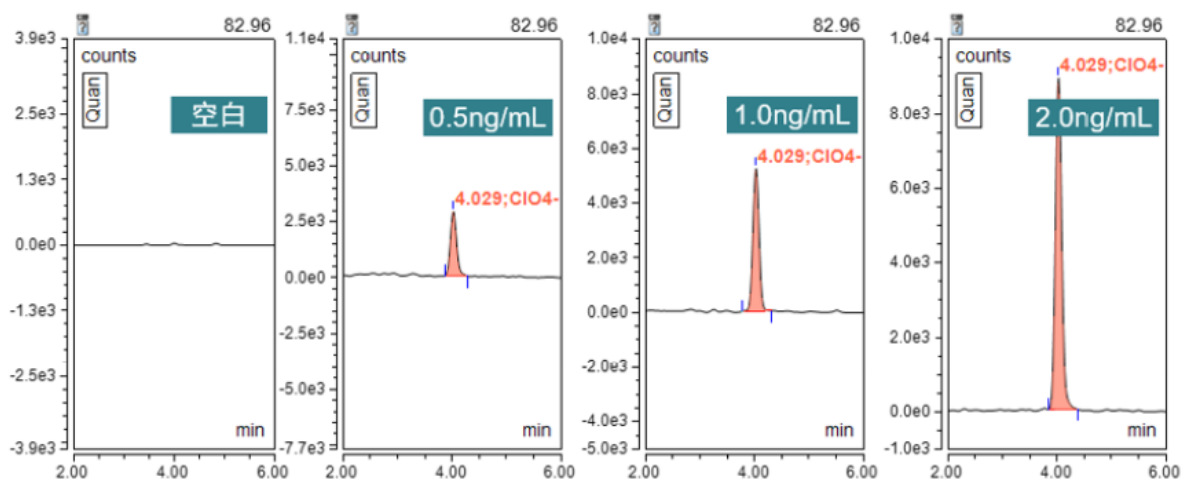 82.96
3.9e3
counts
Quan
空白
2.5e3
1.3e3
0.0e0
-1.3e3
-2.5e3
-3.9e3
min
2.00 4.00 6.00
82.96
1.1e4
counts
Quan
0.5ng/mL
7.5e3
5.0e3
4.029;ClO4-
2.5e3
0.0e0
-2.5e3
-5.0e3
-7.7e3
min
2.00 4.00 6.00
82.96
1.0e4
counts
Quan
1.0ng/mL
8.0e3
6.0e3
4.029;ClO4-
4.0e3
2.0e3
0.0e0
-2.0e3
-4.0e3
-5.0e3
min
2.00 4.00 6.00
82.96
1.0e4
counts
4.029;ClO4-
Quan
2.0ng/mL
8.0e3
6.0e3
4.0e3
2.0e3
0.0e0
-1.0e3
min
2.00 4.00 6.00